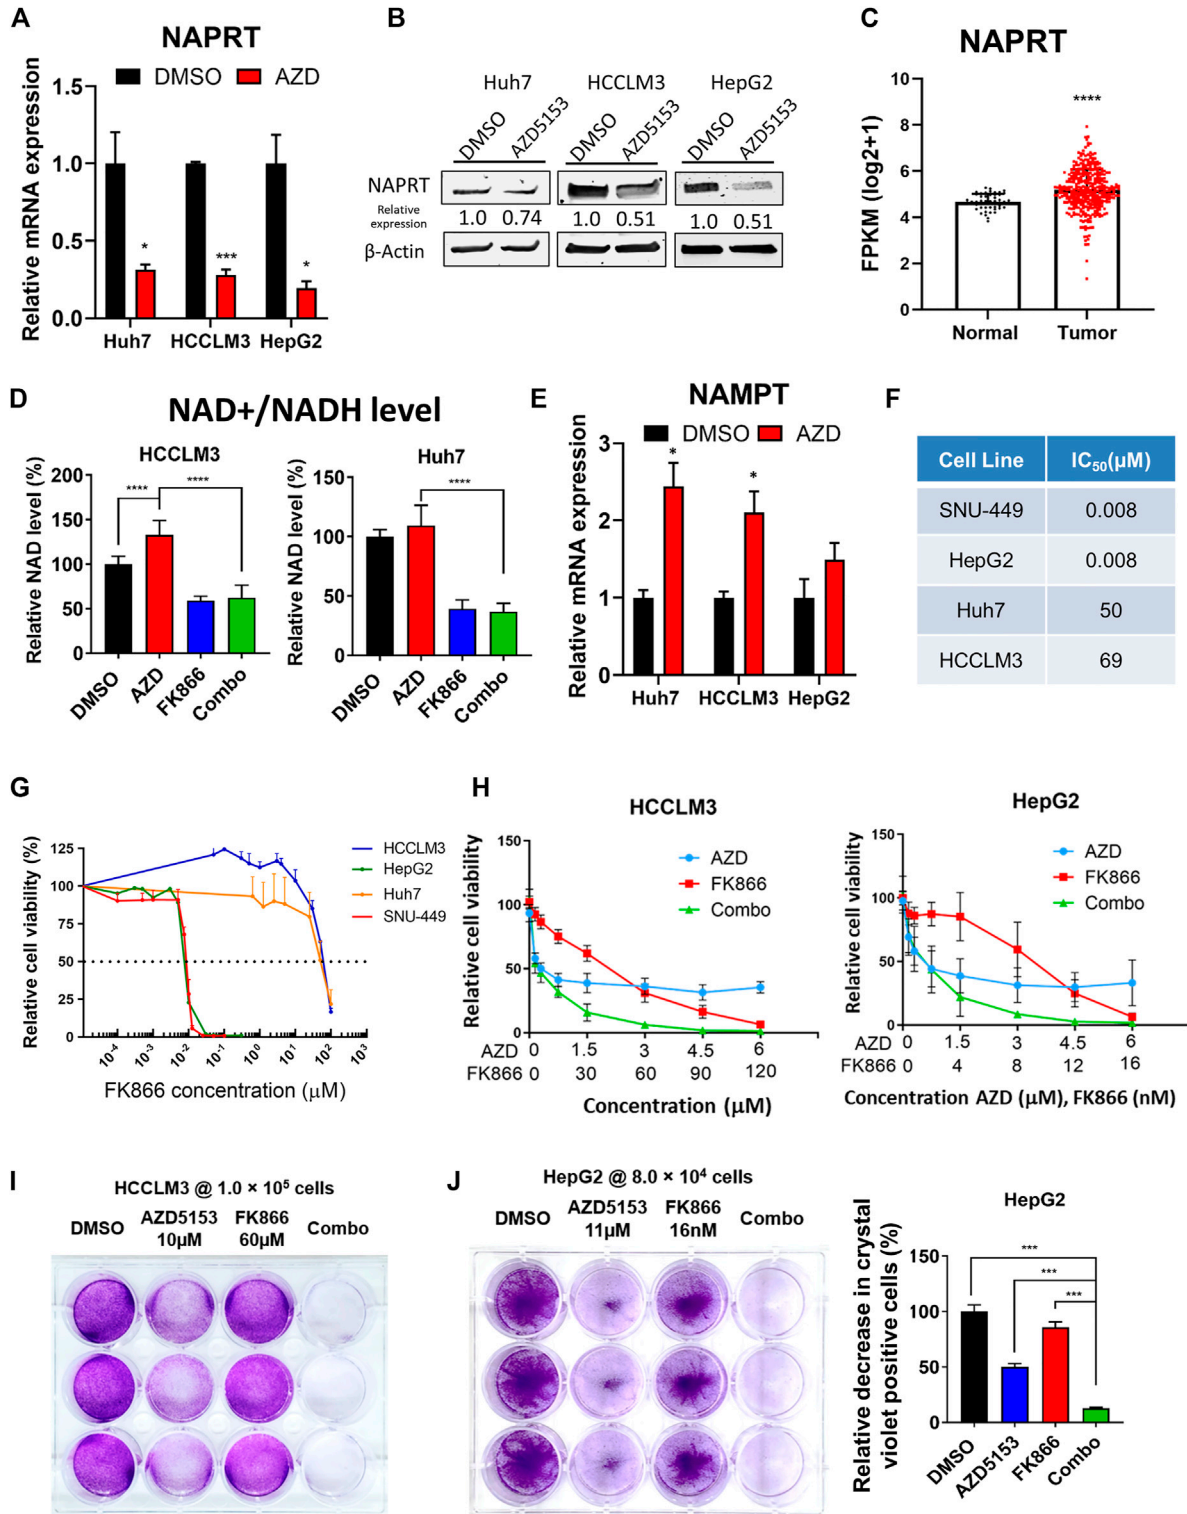 A
NAPRT
DMSO AZD
Relative mRNA expression
1.5
1.0
0.5
0.0
* *** *
Huh7 HCCLM3 HepG2
B
Huh7 HCCLM3 HepG2
DMSO AZD5153 DMSO AZD5153 DMSO AZD5153
NAPRT
Relative expression 1.0 0.74 1.0 0.51 1.0 0.51
β-Actin
C
NAPRT
FPKM (log2+1)
10
8
6
4
2
0
****
Normal Tumor
D
NAD+/NADH level
HCCLM3
Relative NAD level (%)
200
150
100
50
0
**** ****
DMSO AZD FK866 Combo
Huh7
Relative NAD level (%)
150
100
50
0
****
DMSO AZD FK866 Combo
E
NAMPT
DMSO AZD
Relative mRNA expression
3
2
1
0
* *
Huh7 HCCLM3 HepG2
F
Cell Line IC50(μM)
SNU-449 0.008
HepG2 0.008
Huh7 50
HCCLM3 69
G
Relative cell viability (%)
125
100
75
50
25
0
HCCLM3
HepG2
Huh7
SNU-449
10-4 10-3 10-2 10-1 100 101 102 103
FK866 concentration (μM)
H
HCCLM3
Relative cell viability
150
100
50
0
AZD
FK866
Combo
AZD 0 1.5 3 4.5 6
FK866 0 30 60 90 120
Concentration (μM)
HepG2
Relative cell viability
150
100
50
0
AZD
FK866
Combo
AZD 0 1.5 3 4.5 6
FK866 0 4 8 12 16
Concentration AZD (μM), FK866 (nM)
I
HCCLM3 @ 1.0 × 10⁵ cells
DMSO AZD5153 10μM FK866 60μM Combo
J
HepG2 @ 8.0 × 10⁴ cells
DMSO AZD5153 11μM FK866 16nM Combo
HepG2
Relative decrease in crystal
violet positive cells (%)
150
100
50
0
***
***
***
DMSO AZD5153 FK866 Combo